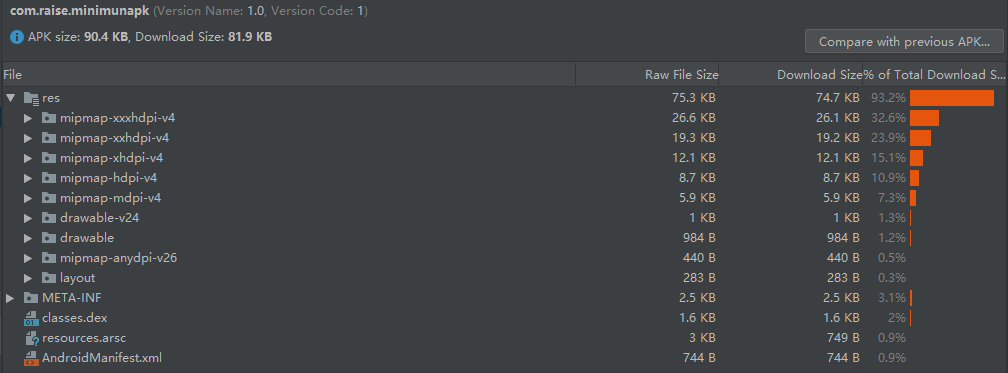 com.raise.minimunapk (Version Name: 1.0, Version Code: 1)
APK size: 90.4 KB, Download Size: 81.9 KB
Compare with previous APK...
File Raw File Size Download Size % of Total Download S...
res 75.3 KB 74.7 KB 93.2%
mipmap-xxxhdpi-v4 26.6 KB 26.1 KB 32.6%
mipmap-xxhdpi-v4 19.3 KB 19.2 KB 23.9%
mipmap-xhdpi-v4 12.1 KB 12.1 KB 15.1%
mipmap-hdpi-v4 8.7 KB 8.7 KB 10.9%
mipmap-mdpi-v4 5.9 KB 5.9 KB 7.3%
drawable-v24 1 KB 1 KB 1.3%
drawable 984 B 984 B 1.2%
mipmap-anydpi-v26 440 B 440 B 0.5%
layout 283 B 283 B 0.3%
META-INF 2.5 KB 2.5 KB 3.1%
classes.dex 1.6 KB 1.6 KB 2%
resources.arsc 3 KB 749 B 0.9%
AndroidManifest.xml 744 B 744 B 0.9%